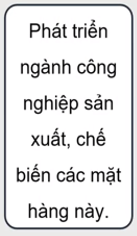 Phát triển
ngành công
nghiệp sản
xuất, chế
biến các mặt
hàng này.